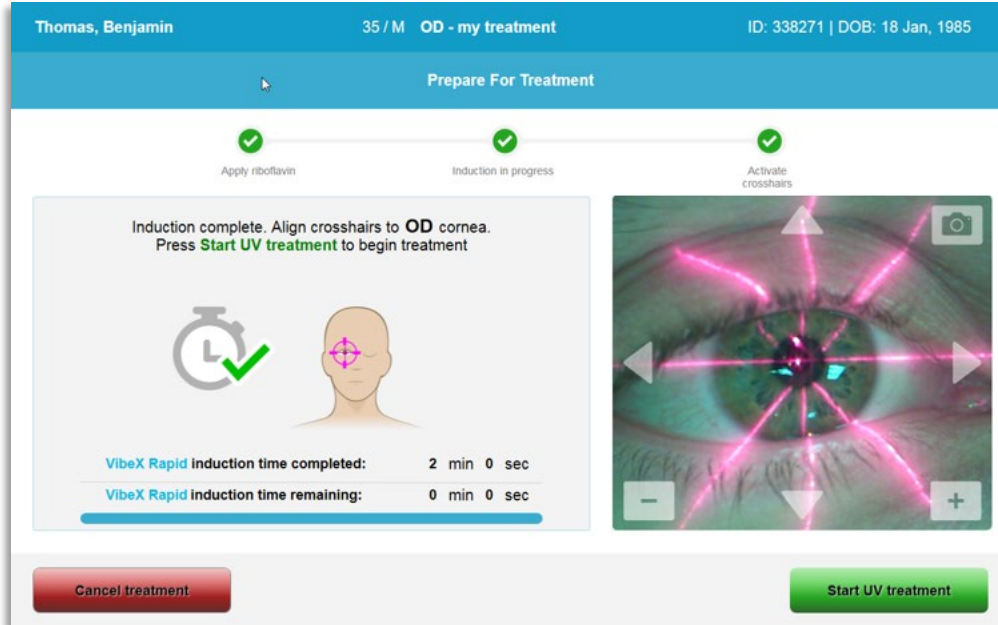 Thomas, Benjamin 35 / M OD - my treatment ID: 338271 | DOB: 18 Jan, 1985
Prepare For Treatment
Apply riboflavin Induction in progress Activate
crosshairs
Induction complete. Align crosshairs to OD cornea.
Press Start UV treatment to begin treatment
VibeX Rapid induction time completed: 2 min 0 sec
VibeX Rapid induction time remaining: 0 min 0 sec
Cancel treatment Start UV treatment